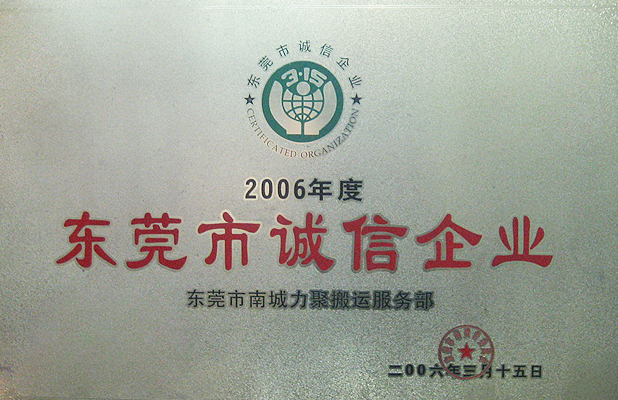 东莞市诚信企业
3·15
CERTIFICATED ORGANIZATION
2006年度
东莞市诚信企业
东莞市南城力聚搬运服务部
二00六年三月十五日